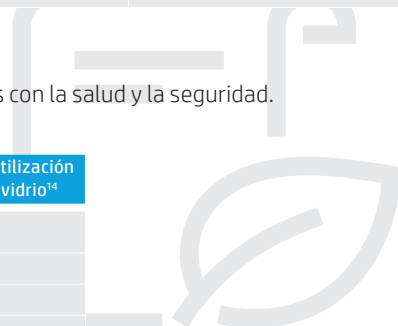 con la salud y la seguridad.
tilización
vidrio¹⁴